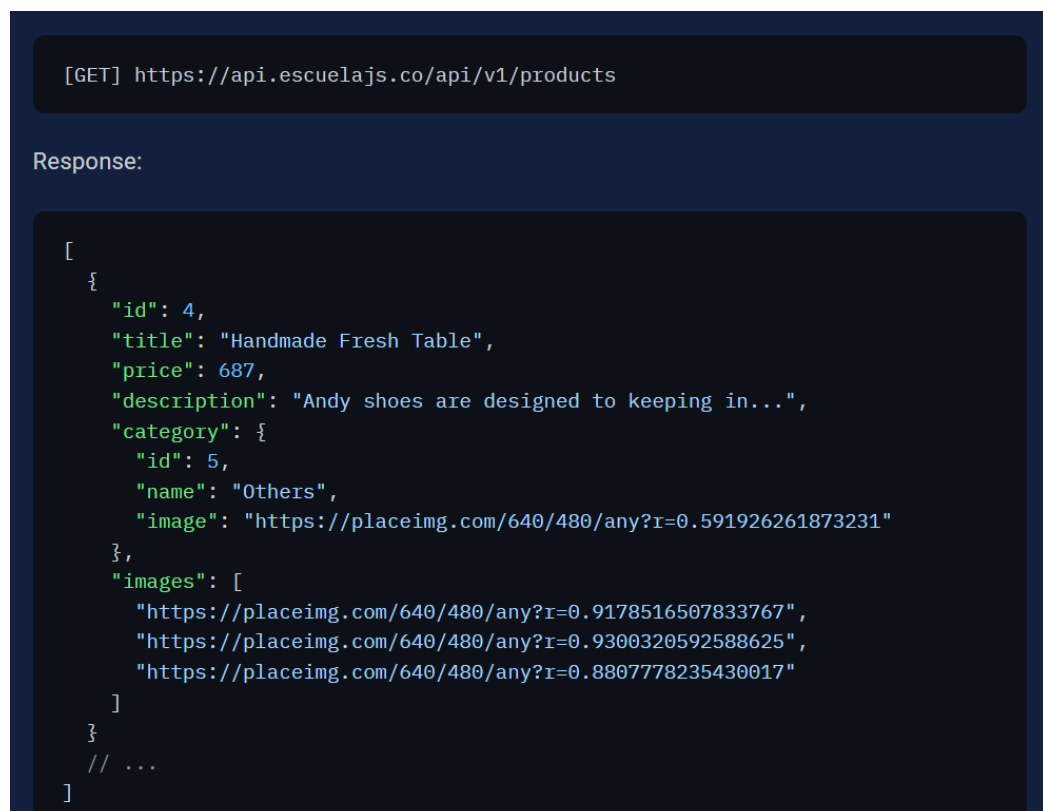 [GET] https://api.escuelajs.co/api/v1/products
Response:
[
  {
    "id": 4,
    "title": "Handmade Fresh Table",
    "price": 687,
    "description": "Andy shoes are designed to keeping in...",
    "category": {
      "id": 5,
      "name": "Others",
      "image": "https://placeimg.com/640/480/any?r=0.591926261873231"
    },
    "images": [
      "https://placeimg.com/640/480/any?r=0.9178516507833767",
      "https://placeimg.com/640/480/any?r=0.9300320592588625",
      "https://placeimg.com/640/480/any?r=0.8807778235430017"
    ]
  }
  // ...
]